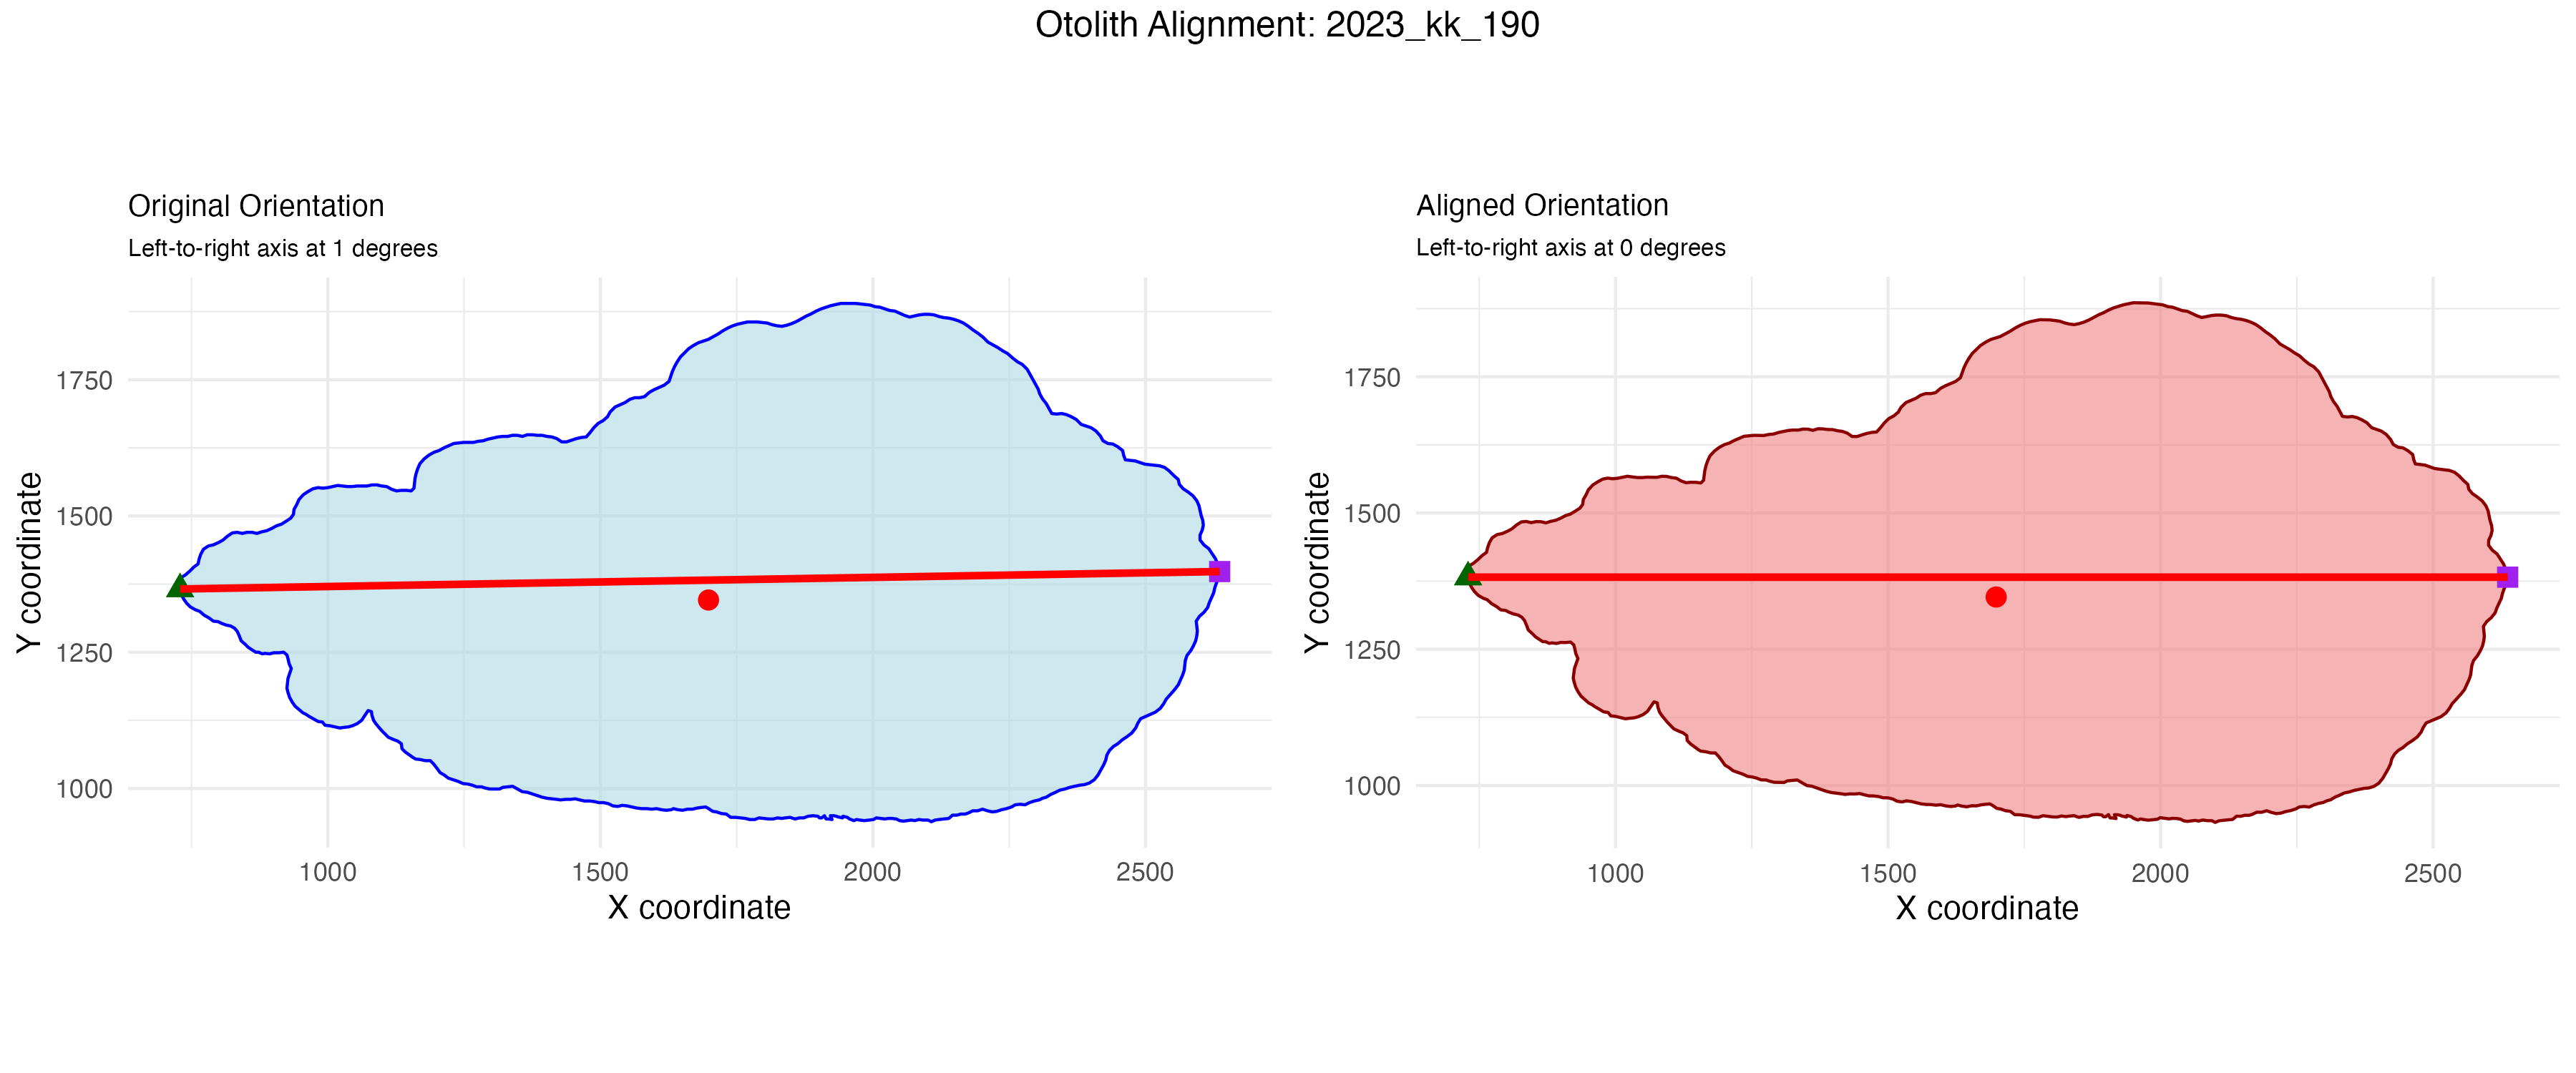 Otolith Alignment: 2023_kk_190
Original Orientation
Left-to-right axis at 1 degrees
1750
1500
1250
1000
Y coordinate
1000 1500 2000 2500
X coordinate
Aligned Orientation
Left-to-right axis at 0 degrees
1750
1500
1250
1000
Y coordinate
1000 1500 2000 2500
X coordinate